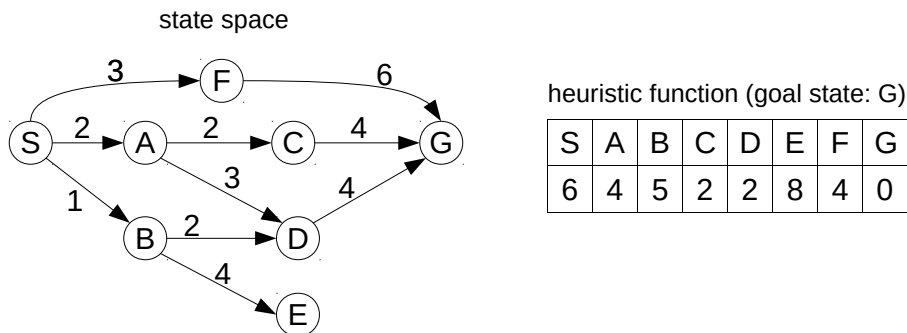 state space
3 F 6
S 2 A 2 C 4 G
3 4
1
B 2 D
4
E
heuristic function (goal state: G)
S A B C D E F G
6 4 5 2 2 8 4 0